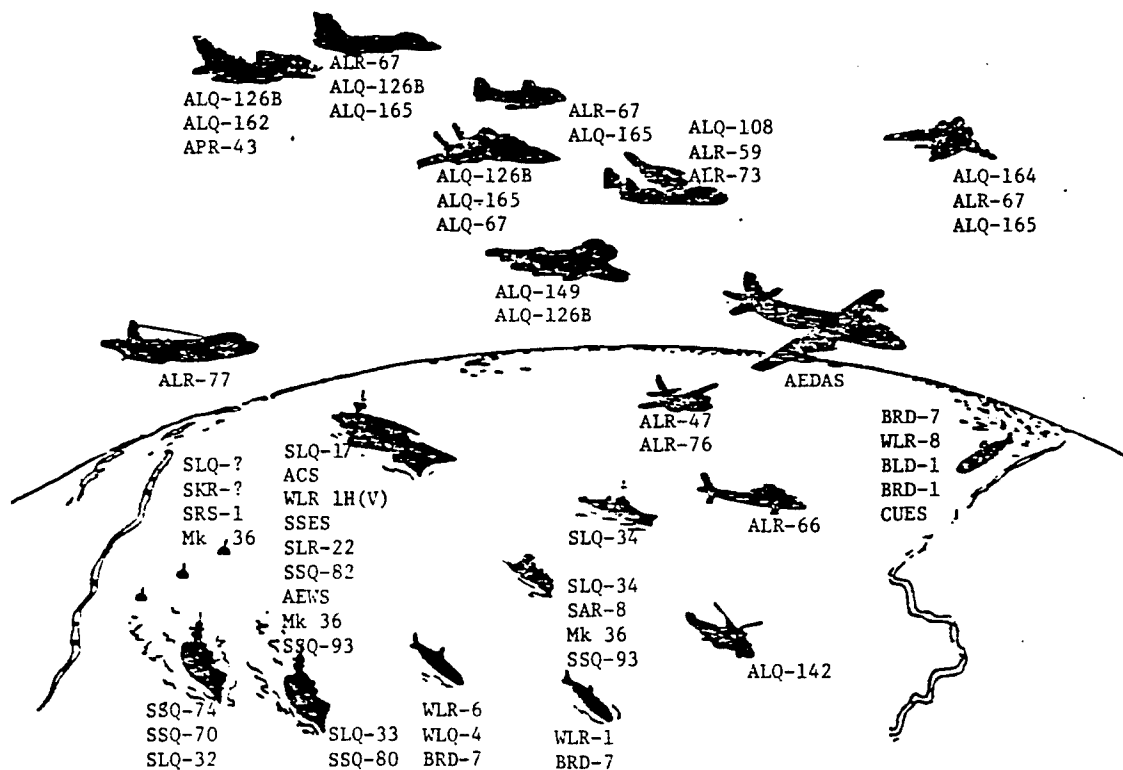 ALR-67
ALQ-126B
ALQ-165
ALQ-126B
ALQ-162
APR-43
ALR-67
ALQ-165
ALQ-108
ALR-59
ALR-73
ALQ-126B
ALQ-165
ALQ-67
ALQ-164
ALR-67
ALQ-165
ALQ-149
ALQ-126B
ALR-77
AEDAS
ALR-47
ALR-76
BRD-7
WLR-8
BLD-1
BRD-1
CUES
SLQ-?
SKR-?
SRS-1
Mk 36
SLQ-17
ACS
WLR 1H(V)
SSES
SLR-22
SSQ-82
AEWS
Mk 36
SSQ-93
SLQ-34
ALR-66
SLQ-34
SAR-8
Mk 36
SSQ-93
ALQ-142
SSQ-74
SSQ-70
SLQ-32
SLQ-33
SSQ-80
WLR-6
WLQ-4
BRD-7
WLR-1
BRD-7